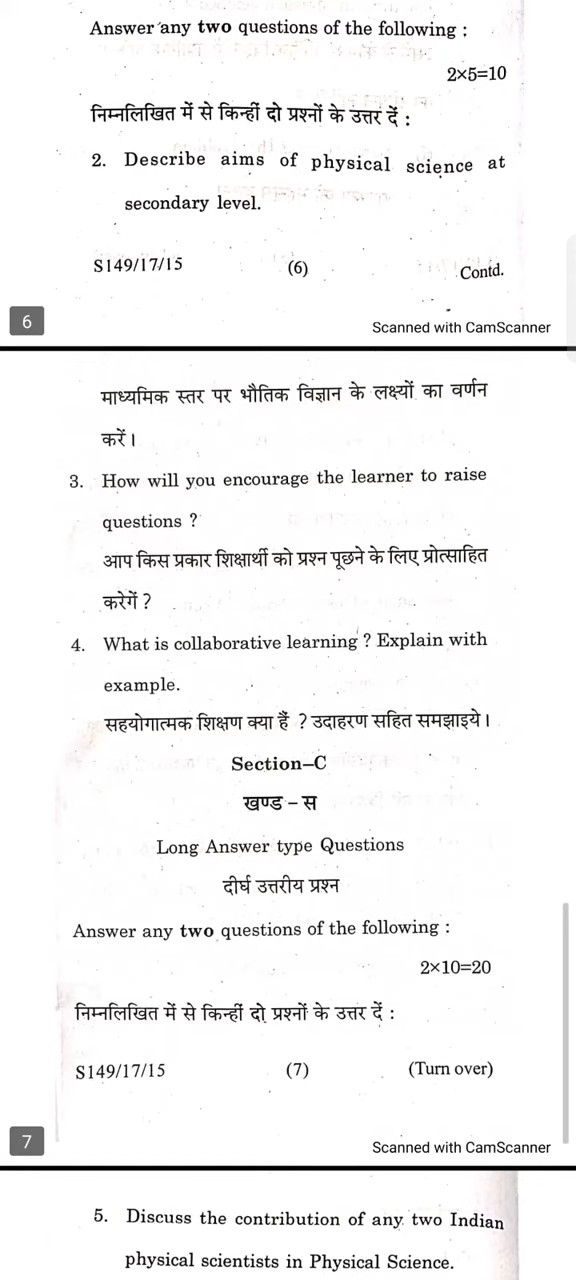 Answer any two questions of the following :
2×5=10
निम्नलिखित में से किन्हीं दो प्रश्नों के उत्तर दें :
2. Describe aims of physical science at
secondary level.
S149/17/15 (6) Contd.
6
Scanned with CamScanner
माध्यमिक स्तर पर भौतिक विज्ञान के लक्ष्यों का वर्णन
करें।
3. How will you encourage the learner to raise
questions ?
आप किस प्रकार शिक्षार्थी को प्रश्न पूछने के लिए प्रोत्साहित
करेगें ?
4. What is collaborative learning ? Explain with
example.
सहयोगात्मक शिक्षण क्या हैं ? उदाहरण सहित समझाइये।
Section–C
खण्ड – स
Long Answer type Questions
दीर्घ उत्तरीय प्रश्न
Answer any two questions of the following :
2×10=20
निम्नलिखित में से किन्हीं दो प्रश्नों के उत्तर दें :
S149/17/15 (7) (Turn over)
7
Scanned with CamScanner
5. Discuss the contribution of any two Indian
physical scientists in Physical Science.